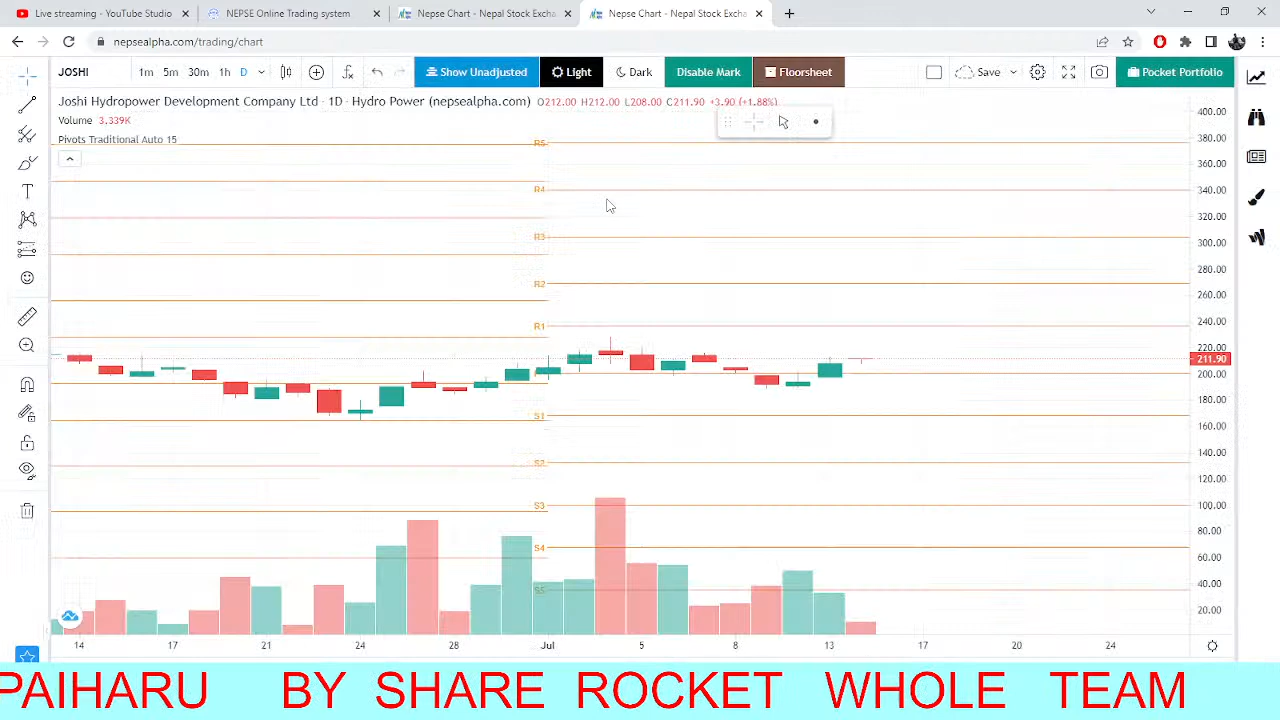 Live streaming - YouTube Studio
NEPSE Online Trading system
Nepse Chart - Nepal Stock Excha
Nepse Chart - Nepal Stock Excha
nepsealpha.com/trading/chart
JOSHI 1m 5m 30m 1h D Show Unadjusted Light Dark Disable Mark Floorsheet Save Pocket Portfolio
Joshi Hydropower Development Company Ltd · 1D · Hydro Power (nepsealpha.com) O212.00 H212.00 L208.00 C211.90 +3.90 (+1.88%)
Volume 3.339K
Pivots Traditional Auto 15
R5
R4
R3
R2
R1
S1
S2
S3
S4
S5
400.00
380.00
360.00
340.00
320.00
300.00
280.00
260.00
240.00
220.00
211.90
200.00
180.00
160.00
140.00
120.00
100.00
80.00
60.00
40.00
20.00
14 17 21 24 28 Jul 5 8 13 17 20 24
PAIHARU BY SHARE ROCKET WHOLE TEAM